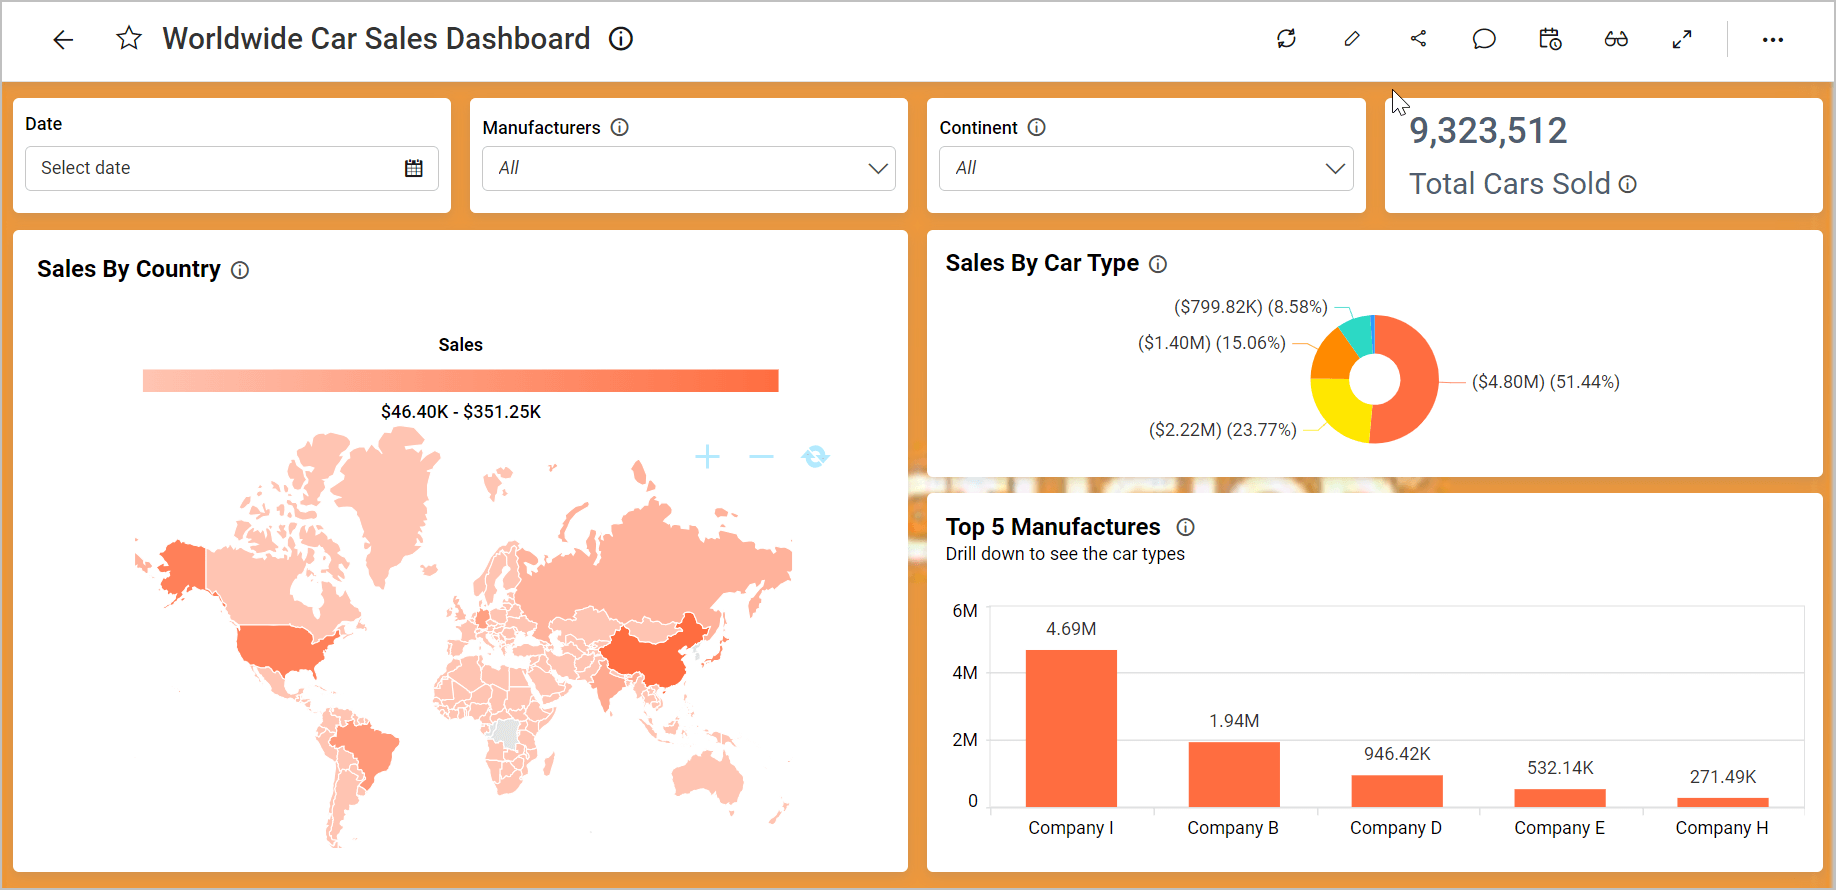 Worldwide Car Sales Dashboard
Date
Select date
Manufacturers
All
Continent
All
9,323,512
Total Cars Sold
Sales By Country
Sales
$46.40K - $351.25K
Sales By Car Type
($799.82K) (8.58%)
($1.40M) (15.06%)
($4.80M) (51.44%)
($2.22M) (23.77%)
Top 5 Manufactures
Drill down to see the car types
6M
4M
2M
0
4.69M
1.94M
946.42K
532.14K
271.49K
Company I
Company B
Company D
Company E
Company H